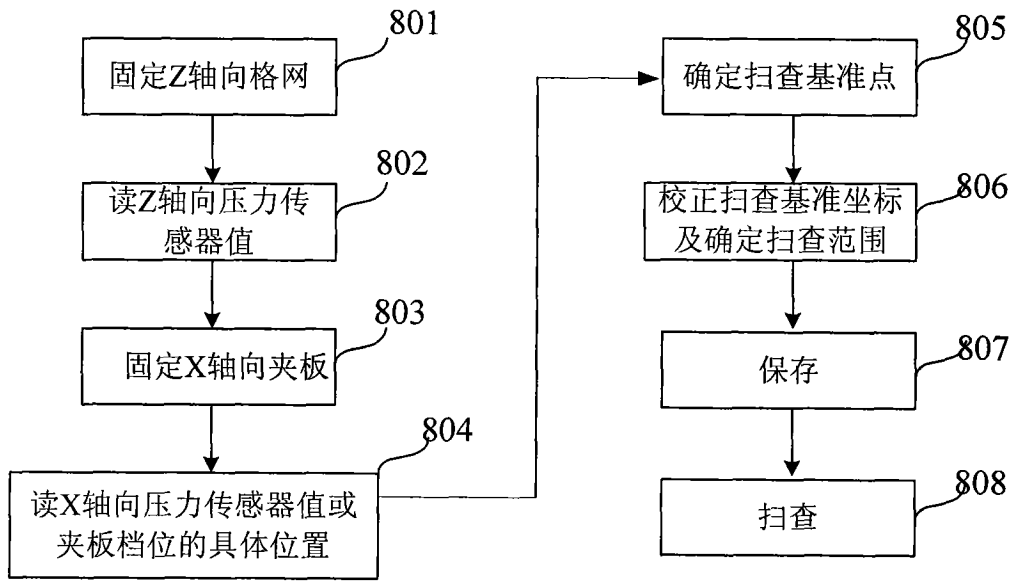 801
固定Z轴向格网
802
读Z轴向压力传
感器值
803
固定X轴向夹板
804
读X轴向压力传感器值或
夹板档位的具体位置
805
确定扫查基准点
806
校正扫查基准坐标
及确定扫查范围
807
保存
808
扫查